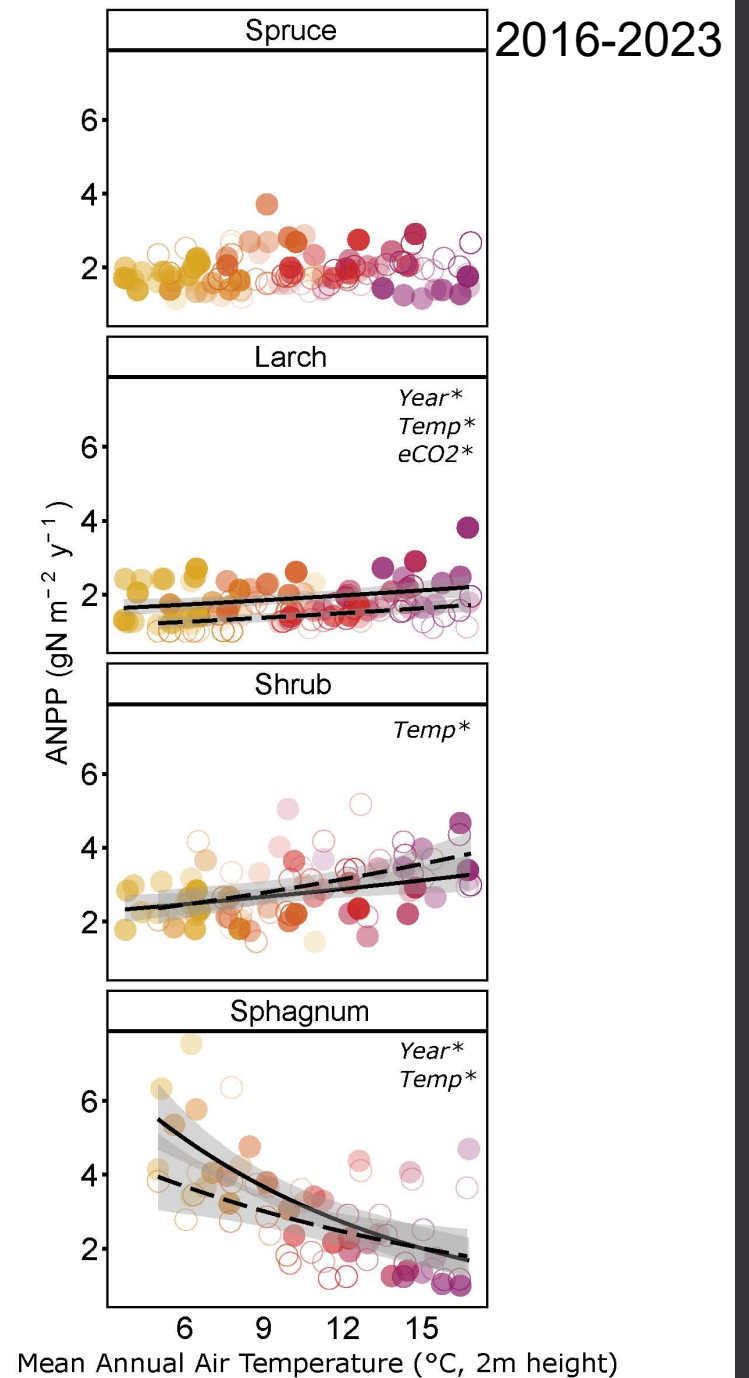 Spruce
2016-2023
6
4
2
Larch
Year*
Temp*
eCO2*
6
4
2
ANPP (gN m⁻² y⁻¹)
Shrub
Temp*
6
4
2
Sphagnum
Year*
Temp*
6
4
2
6 9 12 15
Mean Annual Air Temperature (°C, 2m height)